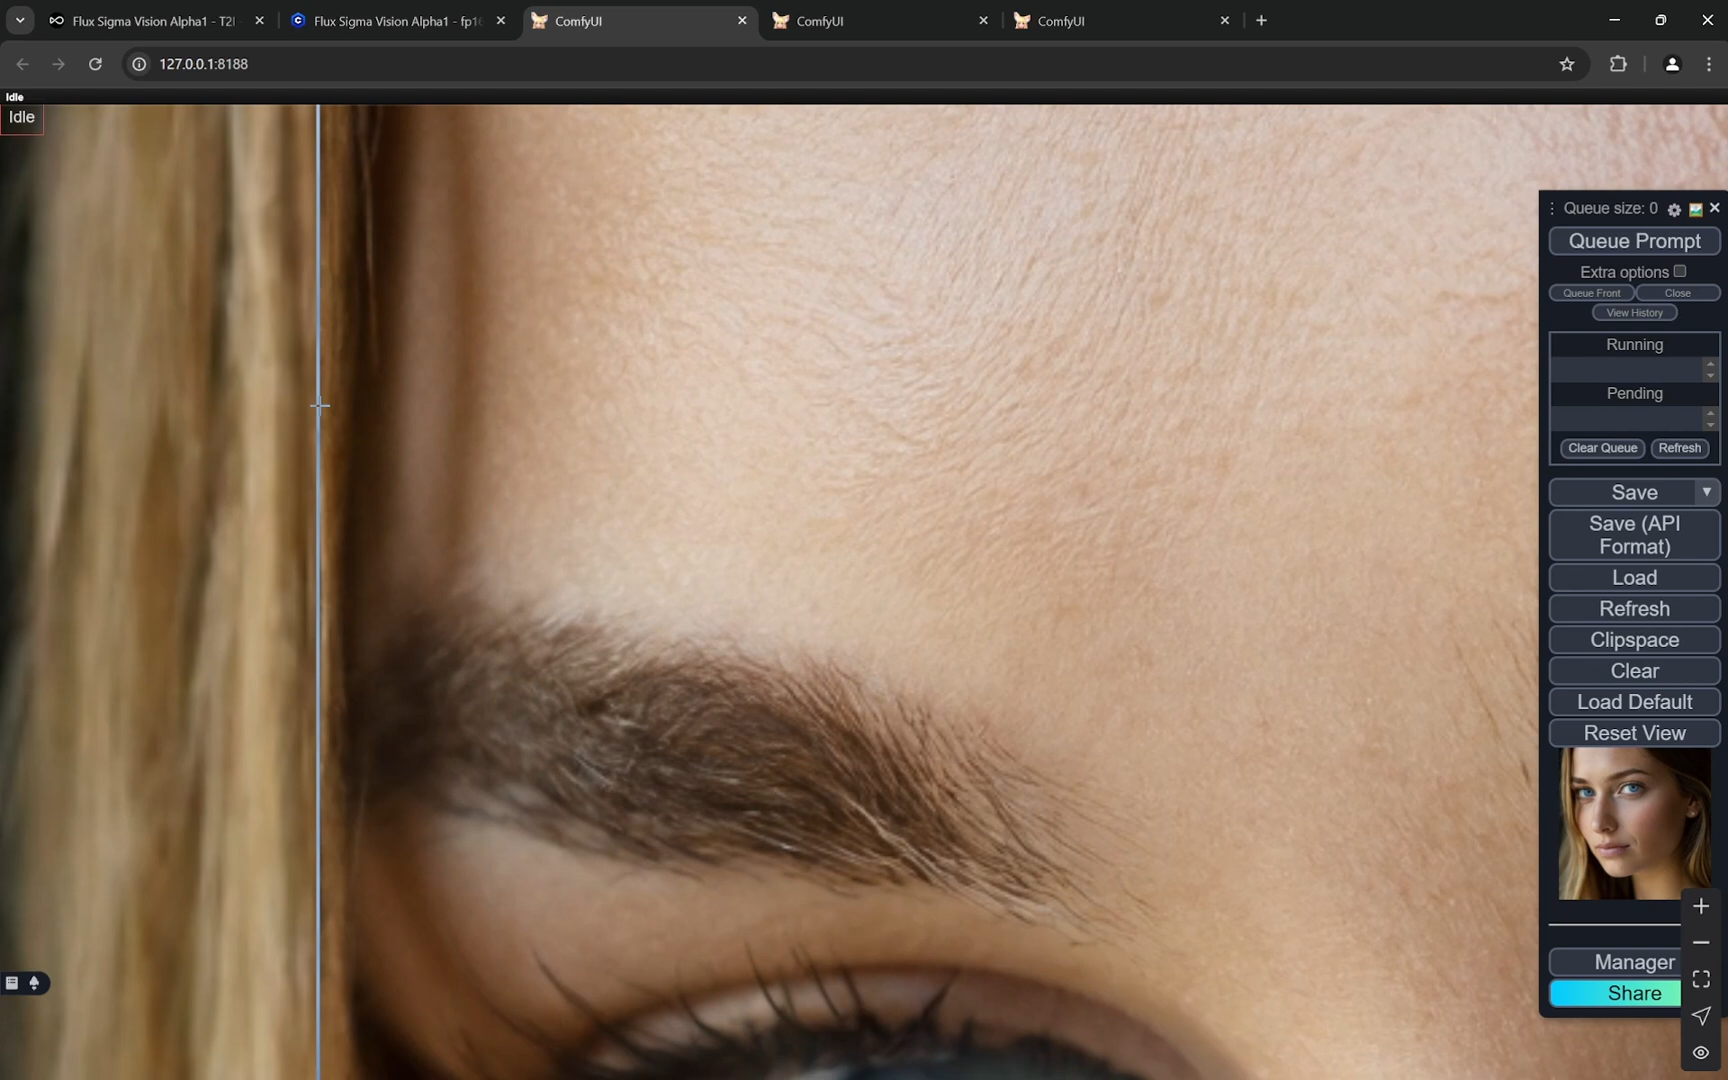 Flux Sigma Vision Alpha1 - T2I
Flux Sigma Vision Alpha1 - fp16
ComfyUI
ComfyUI
ComfyUI
127.0.0.1:8188
Idle
Idle
Queue size: 0
Queue Prompt
Extra options
Queue Front
Close
View History
Running
Pending
Clear Queue
Refresh
Save
Save (API
Format)
Load
Refresh
Clipspace
Clear
Load Default
Reset View
Manager
Share